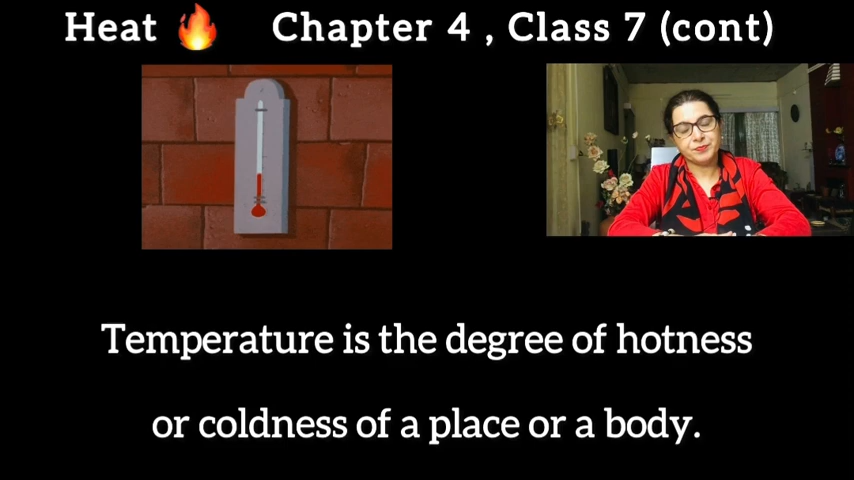 Heat 🔥 Chapter 4 , Class 7 (cont)
Temperature is the degree of hotness
or coldness of a place or a body.